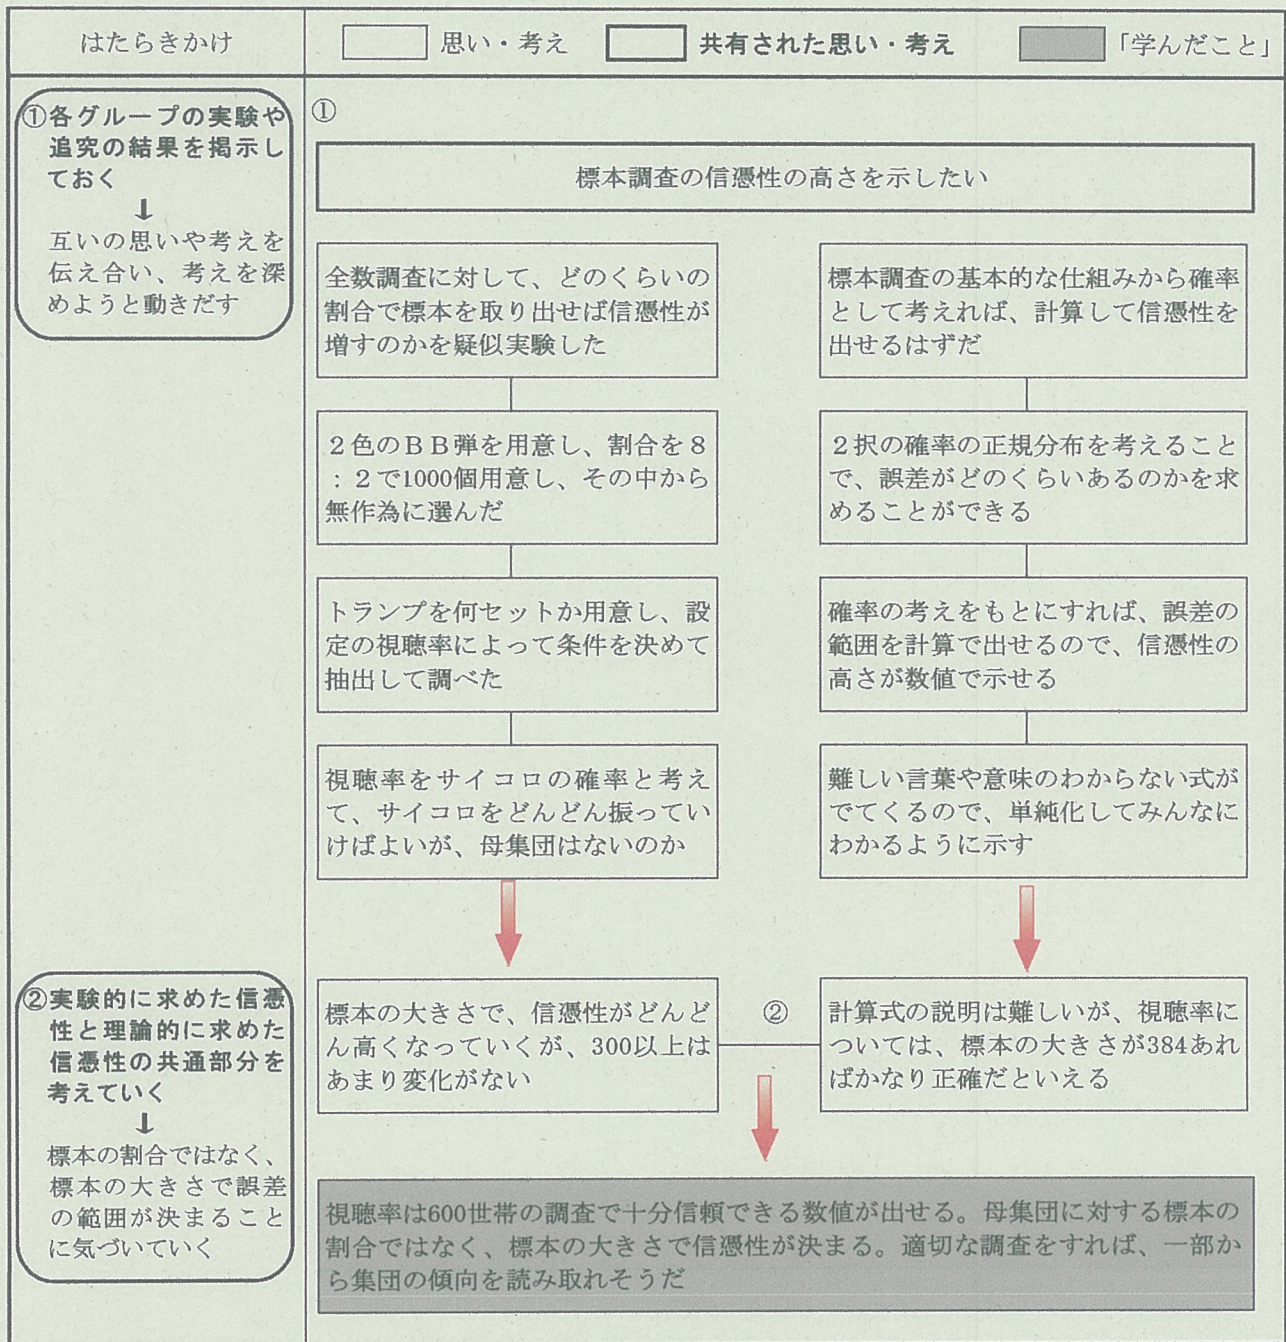 はたらきかけ
思い・考え
共有された思い・考え
「学んだこと」
①各グループの実験や
追究の結果を掲示し
ておく
↓
互いの思いや考えを
伝え合い、考えを深
めようと動きだす
①
標本調査の信憑性の高さを示したい
全数調査に対して、どのくらいの
割合で標本を取り出せば信憑性が
増すのかを疑似実験した
2色のBB弾を用意し、割合を8
:2で1000個用意し、その中から
無作為に選んだ
トランプを何セットか用意し、設
定の視聴率によって条件を決めて
抽出して調べた
視聴率をサイコロの確率と考え
て、サイコロをどんどん振ってい
けばよいが、母集団はないのか
標本調査の基本的な仕組みから確率
として考えれば、計算して信憑性を
出せるはずだ
2択の確率の正規分布を考えること
で、誤差がどのくらいあるのかを求
めることができる
確率の考えをもとにすれば、誤差の
範囲を計算で出せるので、信憑性の
高さが数値で示せる
難しい言葉や意味のわからない式が
でてくるので、単純化してみんなに
わかるように示す
②実験的に求めた信憑
性と理論的に求めた
信憑性の共通部分を
考えていく
↓
標本の割合ではなく、
標本の大きさで誤差
の範囲が決まること
に気づいていく
標本の大きさで、信憑性がどんど
ん高くなっていくが、300以上は
あまり変化がない
②
計算式の説明は難しいが、視聴率に
ついては、標本の大きさが384あれ
ばかなり正確だといえる
視聴率は600世帯の調査で十分信頼できる数値が出せる。母集団に対する標本の
割合ではなく、標本の大きさで信憑性が決まる。適切な調査をすれば、一部か
ら集団の傾向を読み取れそうだ